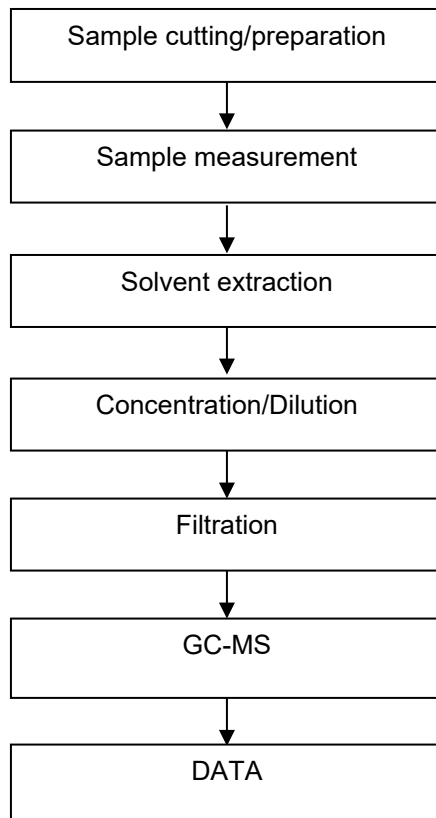 Sample cutting/preparation
Sample measurement
Solvent extraction
Concentration/Dilution
Filtration
GC-MS
DATA